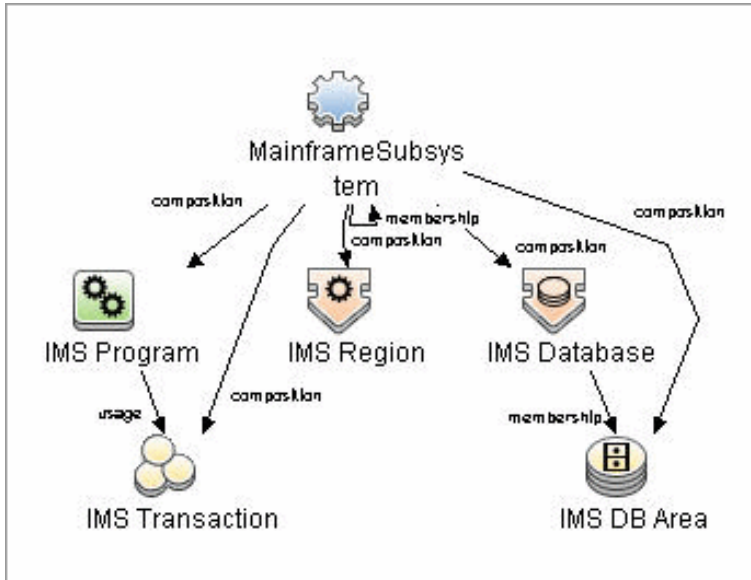 MainframeSubsys
tem
composition
membership
composition
composition
composition
IMS Program
IMS Region
IMS Database
usage
composition
membership
IMS Transaction
IMS DB Area